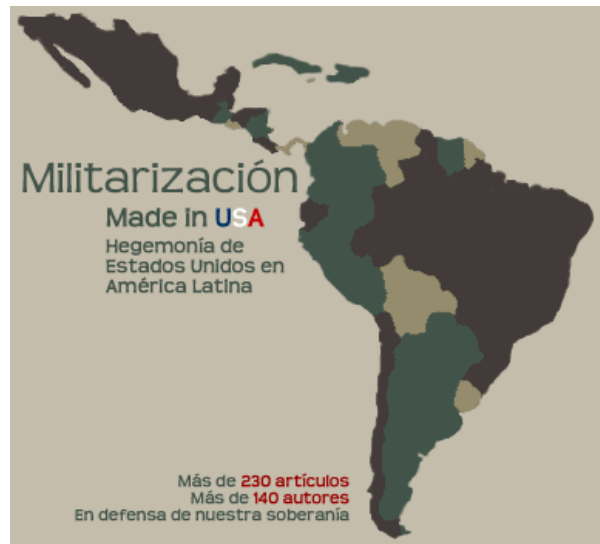 Militarización
Made in USA
Hegemonía de
Estados Unidos en
América Latina
Más de 230 artículos
Más de 140 autores
En defensa de nuestra soberanía